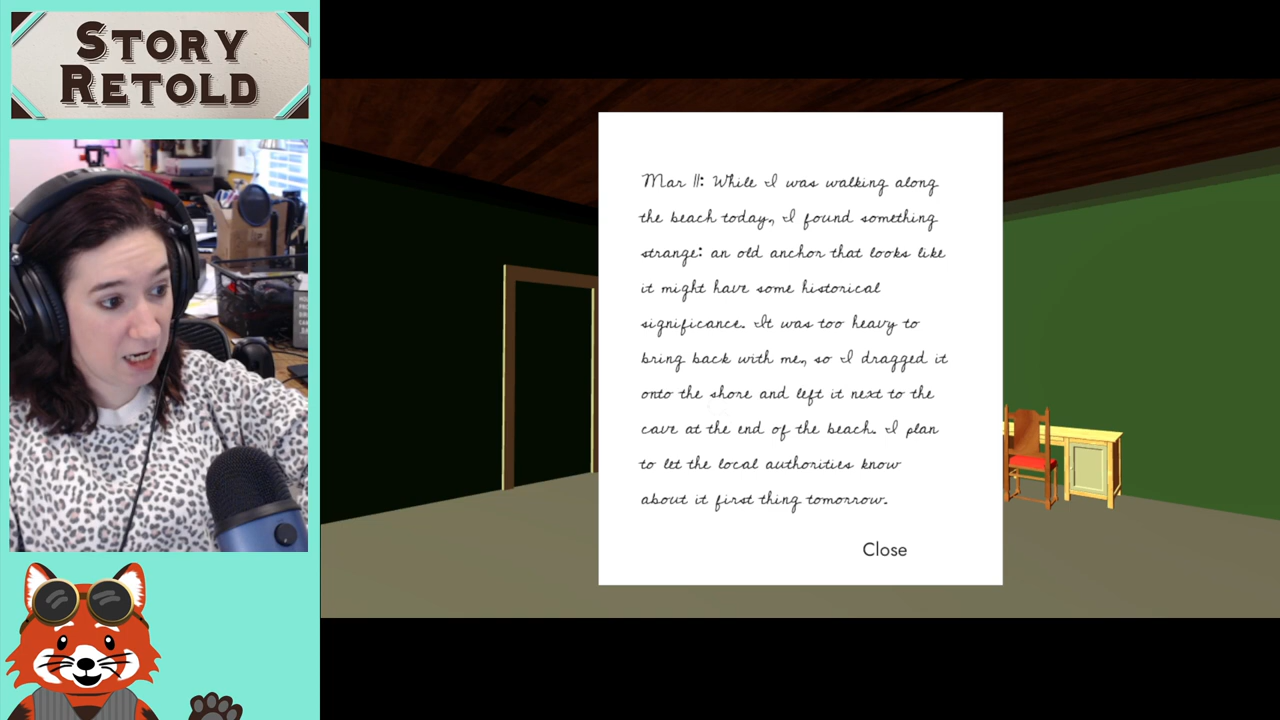 STORY
RETOLD
Mar 11: While I was walking along
the beach today, I found something
strange: an old anchor that looks like
it might have some historical
significance. It was too heavy to
bring back with me, so I dragged it
onto the shore and left it next to the
cave at the end of the beach. I plan
to let the local authorities know
about it first thing tomorrow.
Close